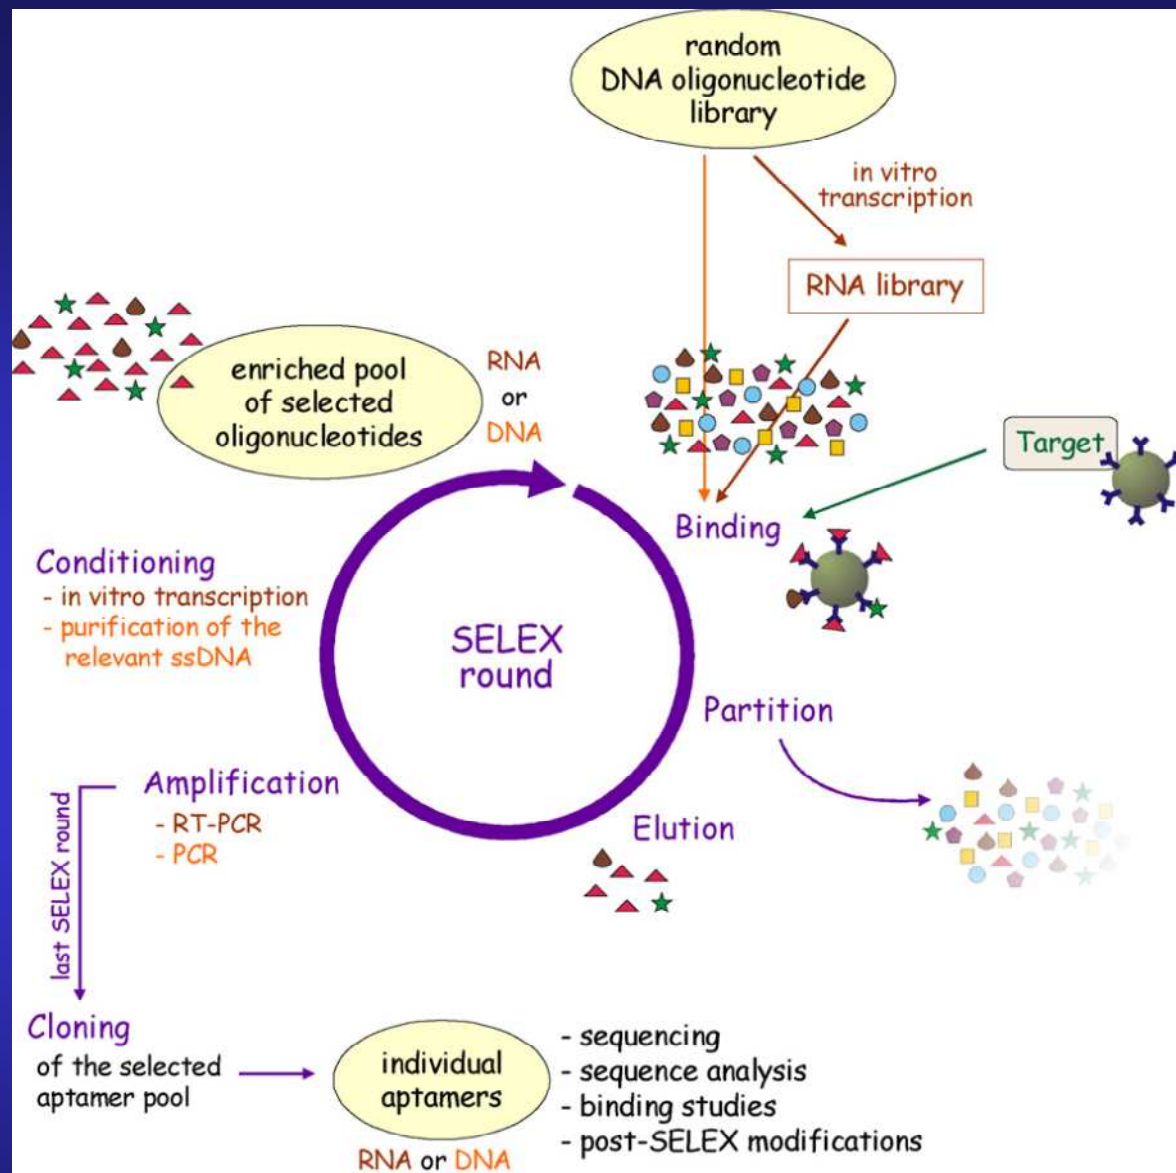 random
DNA oligonucleotide
library
in vitro
transcription
RNA library
enriched pool
of selected
oligonucleotides
RNA
or
DNA
Target
Binding
Conditioning
- in vitro transcription
- purification of the
relevant ssDNA
SELEX
round
Partition
Amplification
- RT-PCR
- PCR
Elution
last SELEX round
Cloning
of the selected
aptamer pool
individual
aptamers
RNA or DNA
- sequencing
- sequence analysis
- binding studies
- post-SELEX modifications